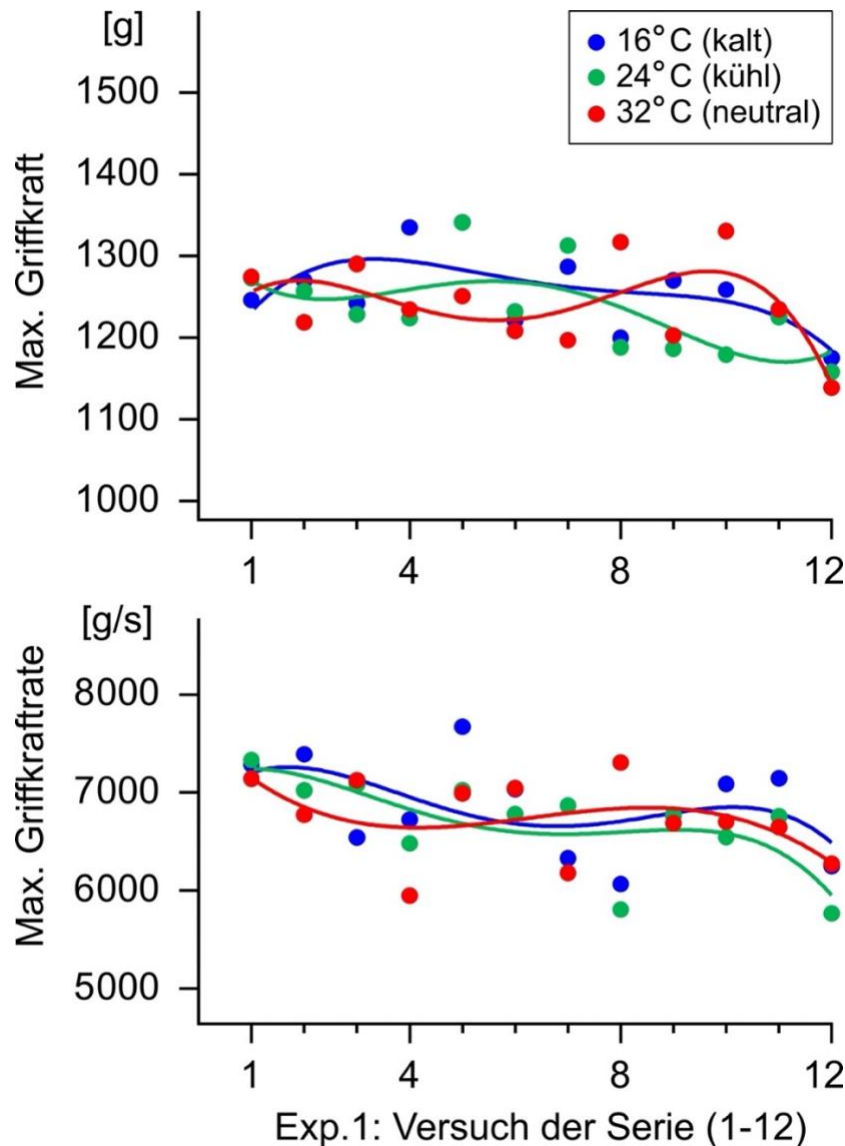 [g]
16°C (kalt)
24°C (kühl)
32°C (neutral)
Max. Griffkraft
1500
1400
1300
1200
1100
1000
1 4 8 12
[g/s]
Max. Griffkraftrate
8000
7000
6000
5000
1 4 8 12
Exp.1: Versuch der Serie (1-12)